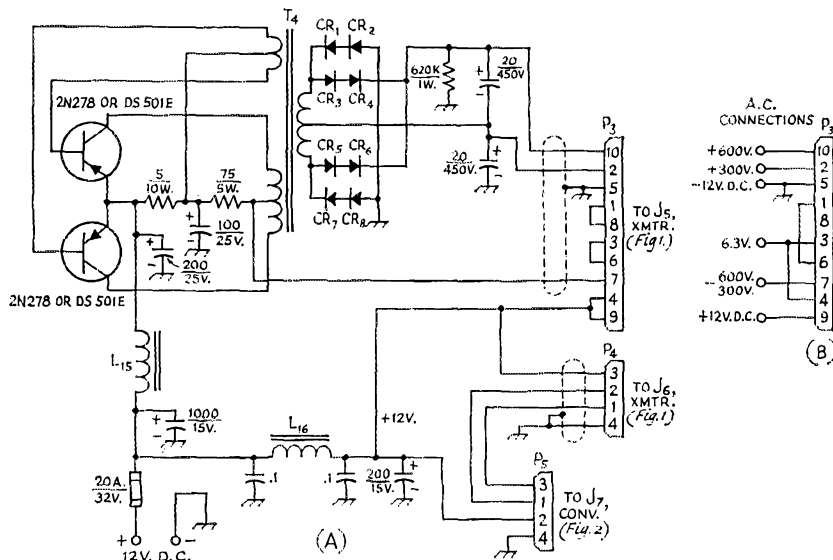 T4
CR1 CR2
CR3 CR4
CR5 CR6
CR7 CR8
620K
1W.
+ 20
450V
-
+
20
450V.
-
2N278 OR DS 501E
5
10W.
75
5W.
+ 100
25V.
-
+
200
25V.
-
2N278 OR DS 501E
P3
10
2
5
1
8
3
6
7
4
9
TO J5,
XMTR.
(Fig 1.)
A.C.
CONNECTIONS P3
+600V. 10
+300V. 2
-12V. D.C. 5
1
8
6.3V. 3
6
-600V. 7
300V.
4
+12V. D.C. 9
(B)
L15
+ 1000
15V.
-
20A.
32V.
+ -
12V. D.C.
L16
.1
.1
200
15V.
+
-
+12V.
(A)
P4
3
2
1
4
TO J6,
XMTR.
(Fig.1)
P5
3
1
2
4
TO J7,
CONV.
(Fig. 2)